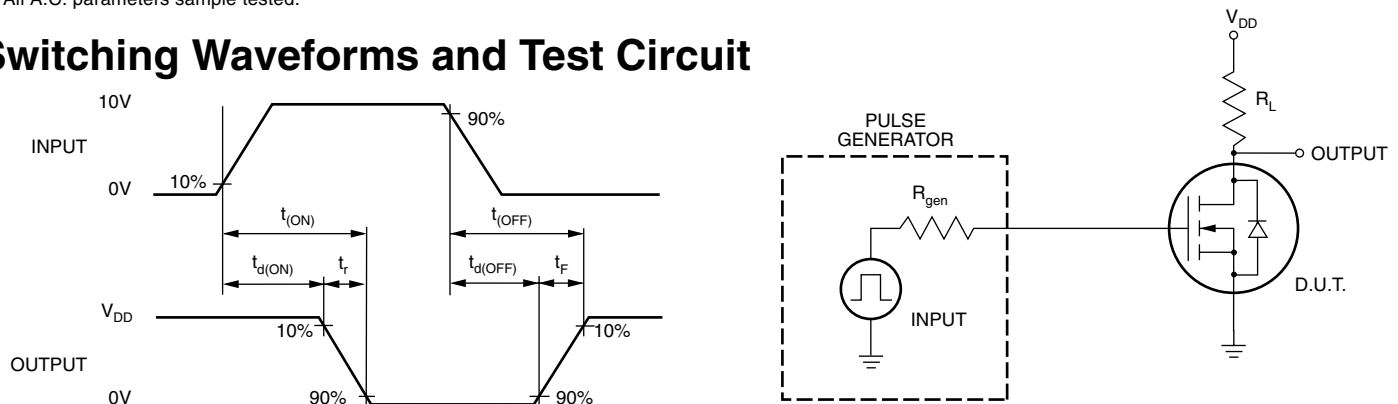 All A.C. parameters sample tested.
Switching Waveforms and Test Circuit
10V
INPUT
0V
10%
90%
t(ON)
t(OFF)
td(ON)
tr
td(OFF)
tF
VDD
10%
10%
OUTPUT
0V
90%
90%
PULSE
GENERATOR
Rgen
INPUT
VDD
RL
OUTPUT
D.U.T.